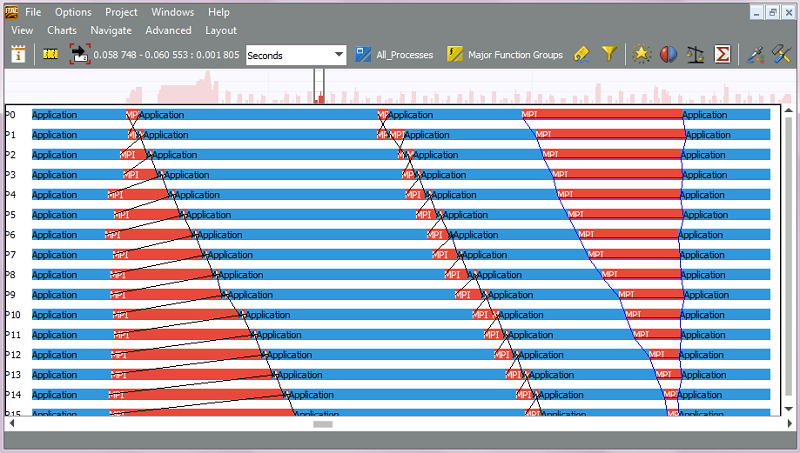 File Options Project Windows Help
View Charts Navigate Advanced Layout
0.058 748 - 0.060 553 : 0.001 805 Seconds All_Processes Major Function Groups
P0 Application MPI Application MPI Application MPI Application
P1 Application MPI Application MPI Application MPI Application
P2 Application MPI Application MPI Application MPI Application
P3 Application MPI Application MPI Application MPI Application
P4 Application MPI Application MPI Application MPI Application
P5 Application MPI Application MPI Application MPI Application
P6 Application MPI Application MPI Application MPI Application
P7 Application MPI Application MPI Application MPI Application
P8 Application MPI Application MPI Application MPI Application
P9 Application MPI Application MPI Application MPI Application
P10 Application MPI Application MPI Application MPI Application
P11 Application MPI Application MPI Application MPI Application
P12 Application MPI Application MPI Application MPI Application
P13 Application MPI Application MPI Application MPI Application
P14 Application MPI Application MPI Application MPI Application
P15 Application MPI Application MPI Application MPI Application